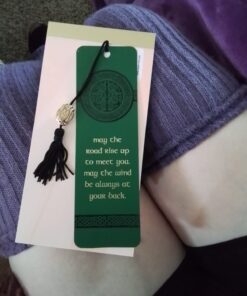 may the
road rise up
to meet you.
may the wind
be always at
your back.